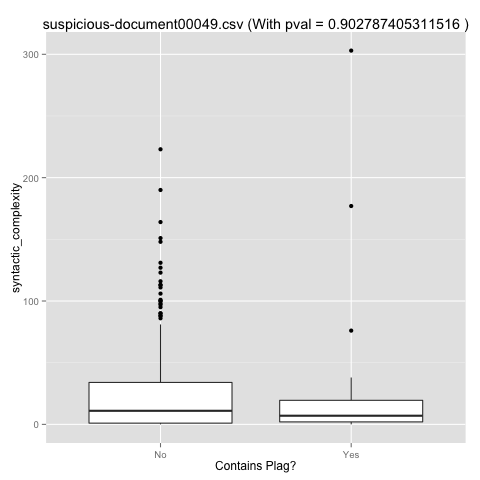 suspicious-document00049.csv (With pval = 0.902787405311516 )
300
200
100
0
syntactic_complexity
No
Yes
Contains Plag?